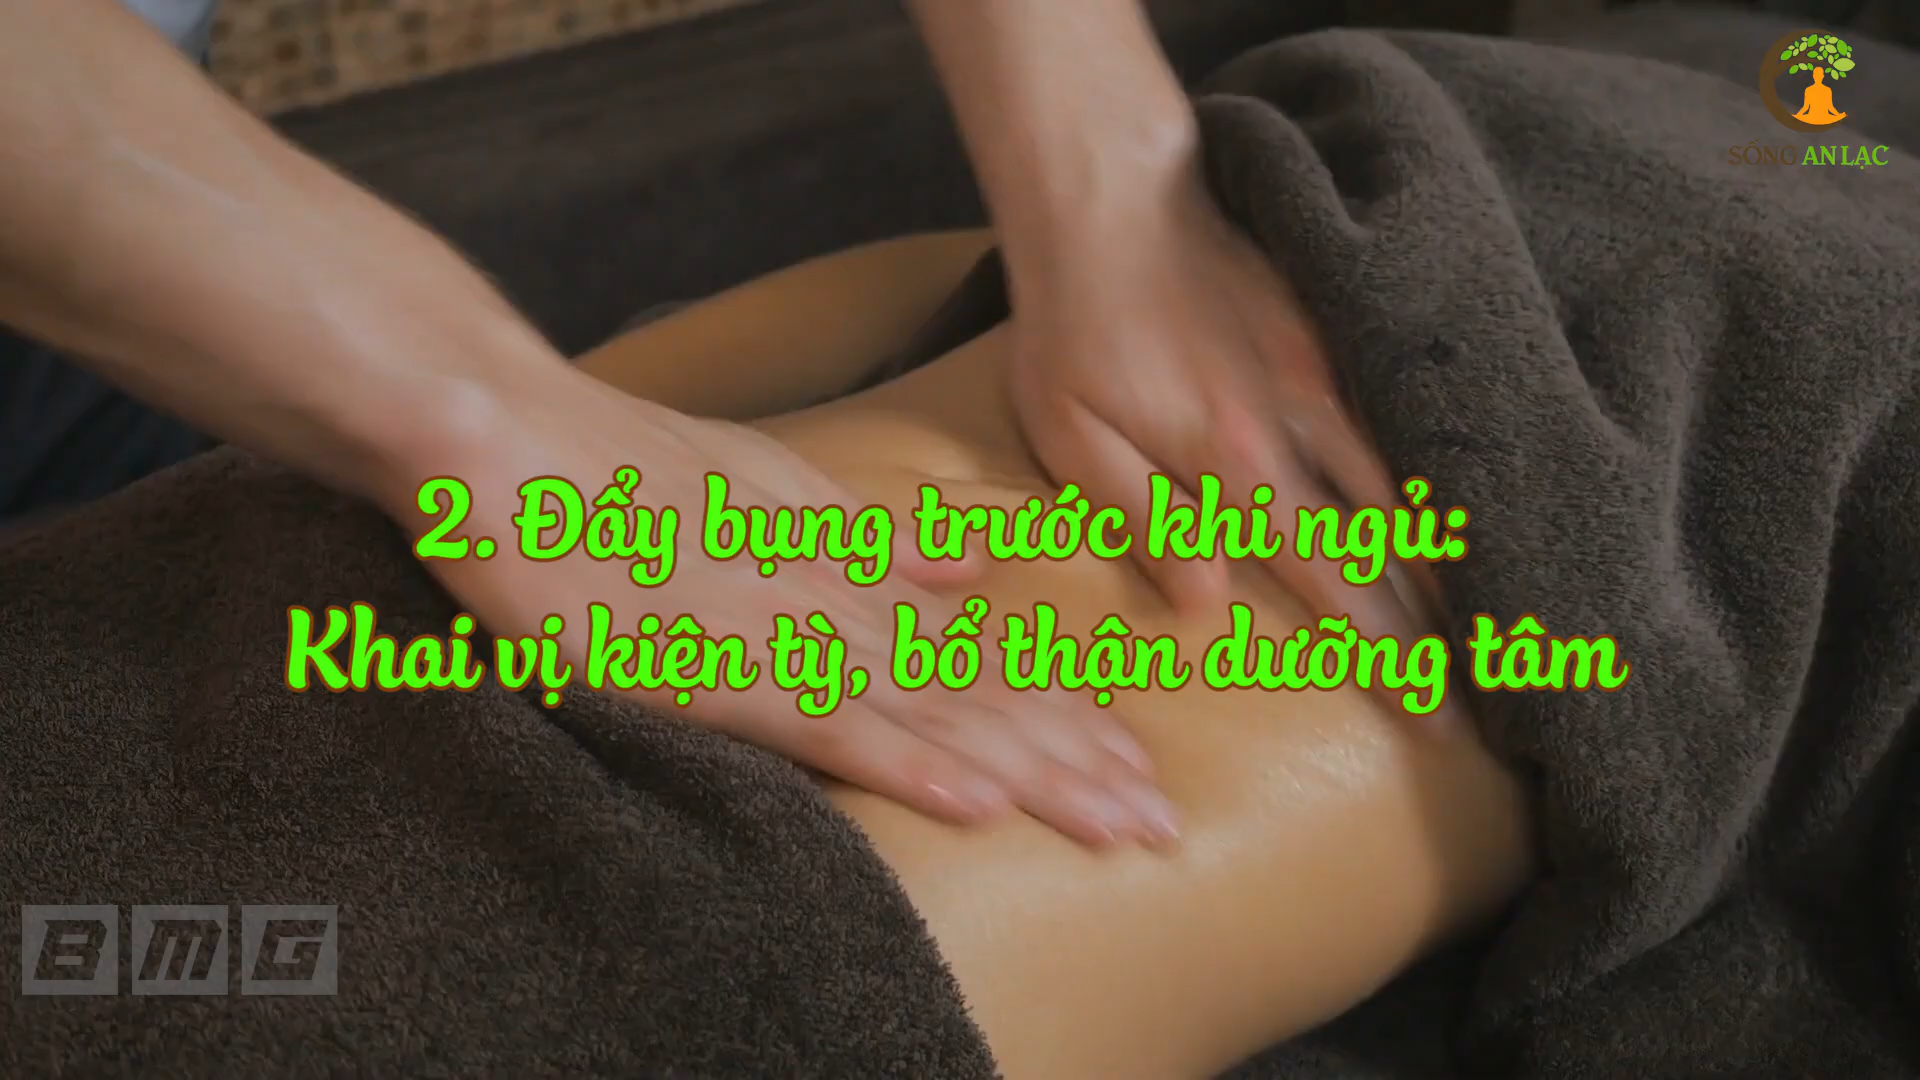 SỐNG AN LẠC
2. Đẩy bụng trước khi ngủ:
Khai vị kiện tỳ, bổ thận dưỡng tâm
BMG